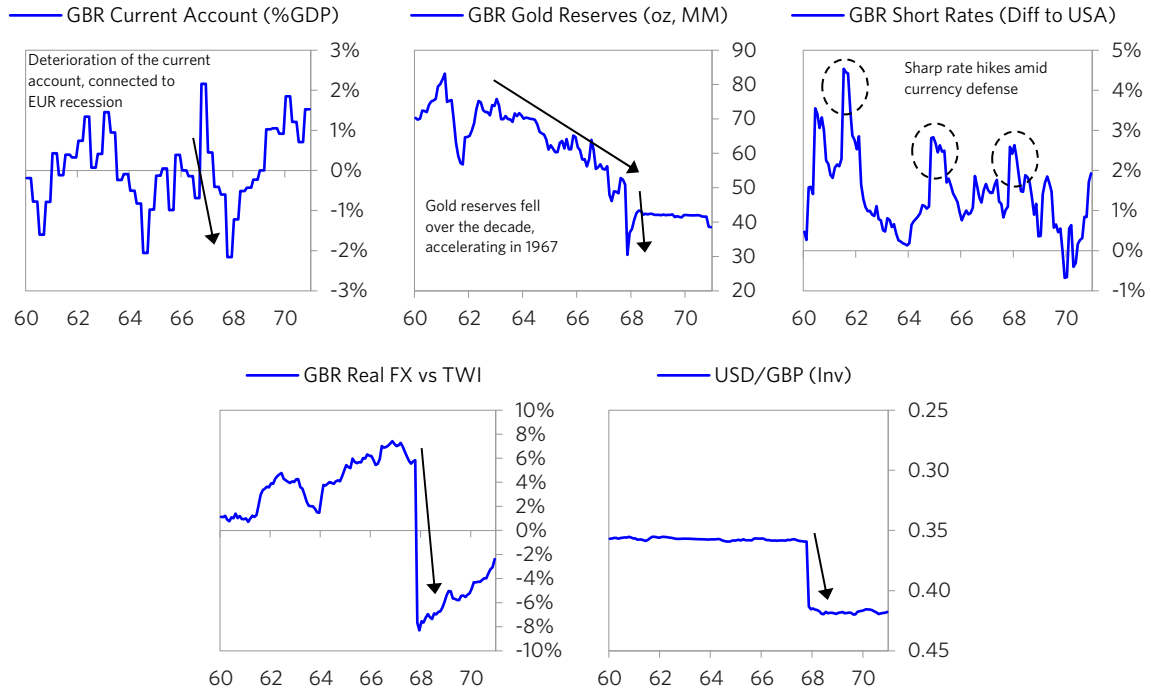 GBR Current Account (%GDP)
Deterioration of the current
account, connected to
EUR recession
3%
2%
1%
0%
-1%
-2%
-3%
60 62 64 66 68 70
GBR Gold Reserves (oz, MM)
Gold reserves fell
over the decade,
accelerating in 1967
90
80
70
60
50
40
30
20
60 62 64 66 68 70
GBR Short Rates (Diff to USA)
Sharp rate hikes amid
currency defense
5%
4%
3%
2%
1%
0%
-1%
60 62 64 66 68 70
GBR Real FX vs TWI
10%
8%
6%
4%
2%
0%
-2%
-4%
-6%
-8%
-10%
60 62 64 66 68 70
USD/GBP (Inv)
0.25
0.30
0.35
0.40
0.45
60 62 64 66 68 70